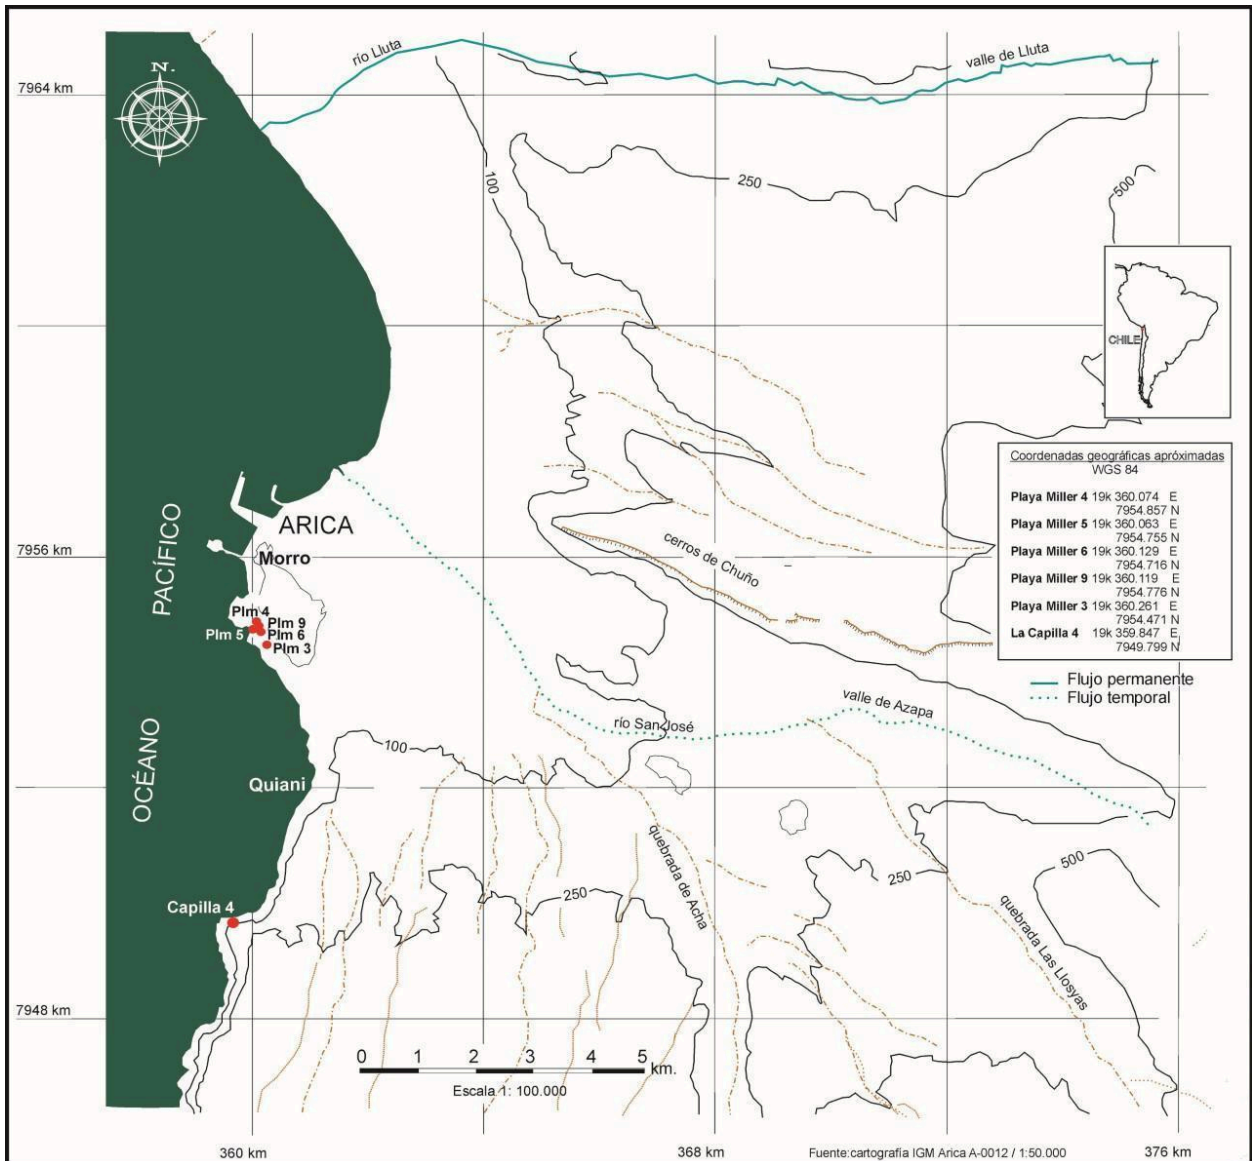 N.
río Lluta
valle de Lluta
7964 km
100
250
500
CHILE
Coordenadas geográficas apróximadas
WGS 84
Playa Miller 4 19k 360.074 E
7954.857 N
Playa Miller 5 19k 360.063 E
7954.755 N
Playa Miller 6 19k 360.129 E
7954.716 N
Playa Miller 9 19k 360.119 E
7954.776 N
Playa Miller 3 19k 360.261 E
7954.471 N
La Capilla 4 19k 359.847 E
7949.799 N
Flujo permanente
Flujo temporal
OCÉANO PACÍFICO
ARICA
7956 km
Morro
cerros de Chuño
Plm 4
Plm 9
Plm 5
Plm 6
Plm 3
valle de Azapa
río San José
100
Quiani
quebrada de Acha
500
250
250
Capilla 4
quebrada Las Llosyas
7948 km
0 1 2 3 4 5 km.
Escala 1: 100.000
360 km
368 km
Fuente:cartografía IGM Arica A-0012 / 1:50.000
376 km